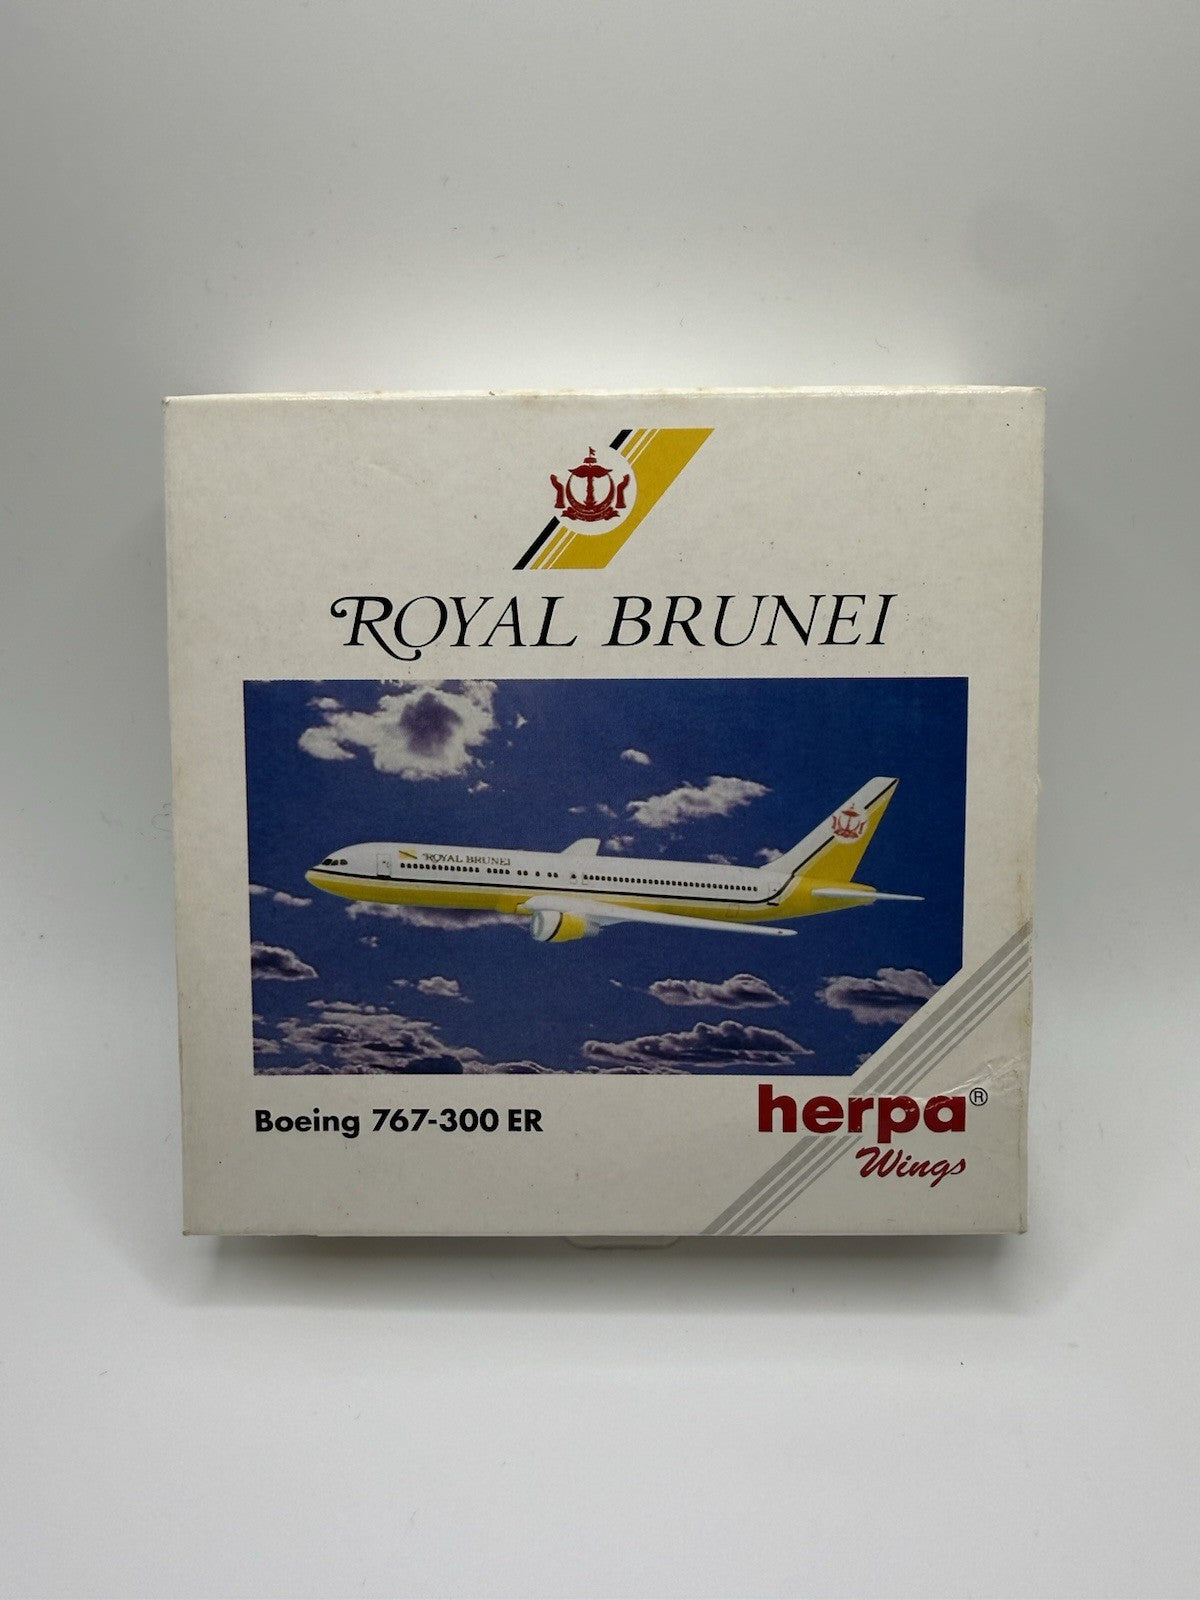 ROYAL BRUNEI
ROYAL BRUNEI
Boeing 767-300 ER
herpa®
Wings